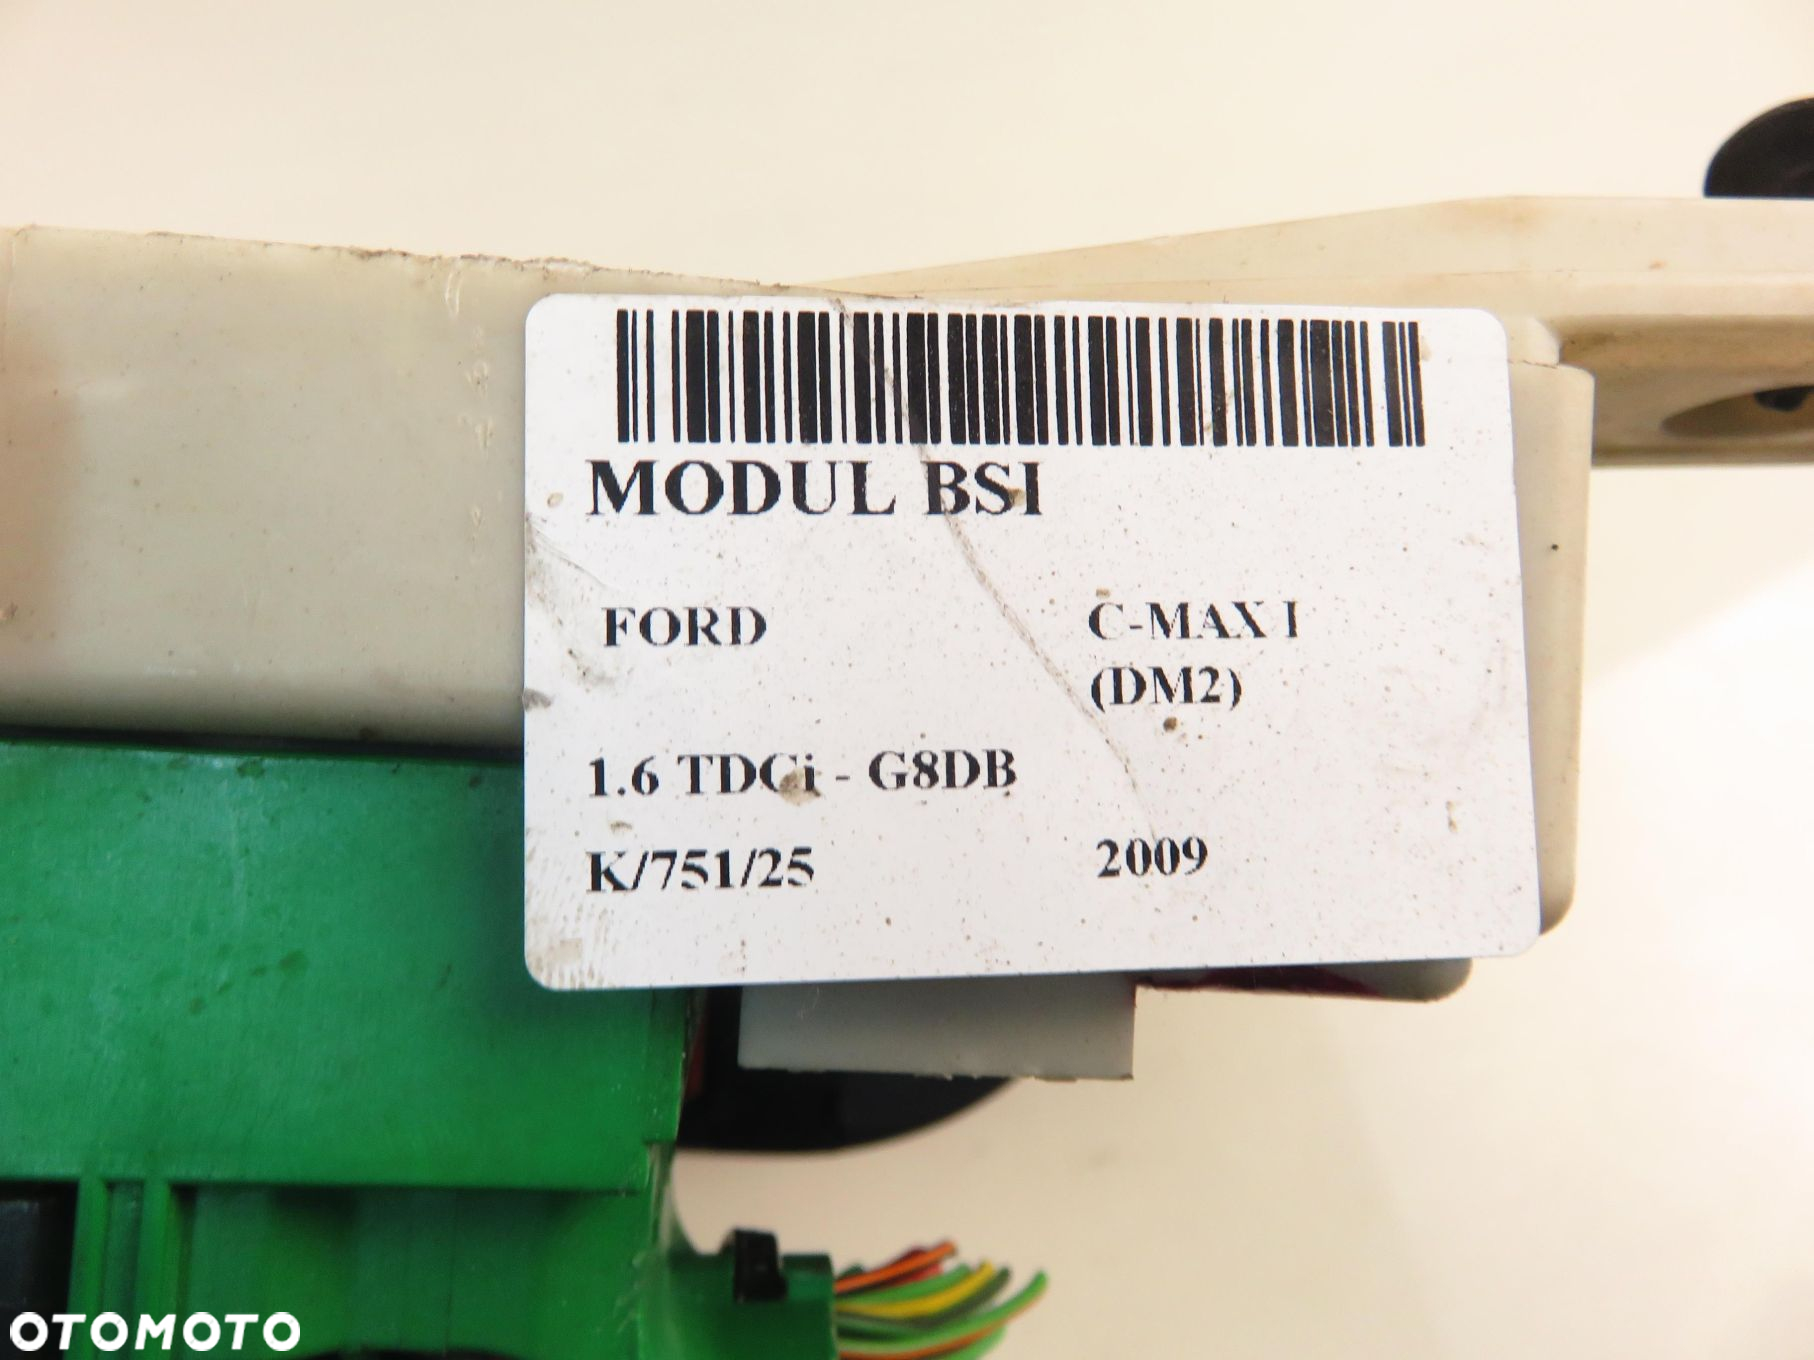 MODUL BSI
FORD C-MAX I
(DM2)
1.6 TDCi - G8DB
K/751/25 2009
OTOMOTO